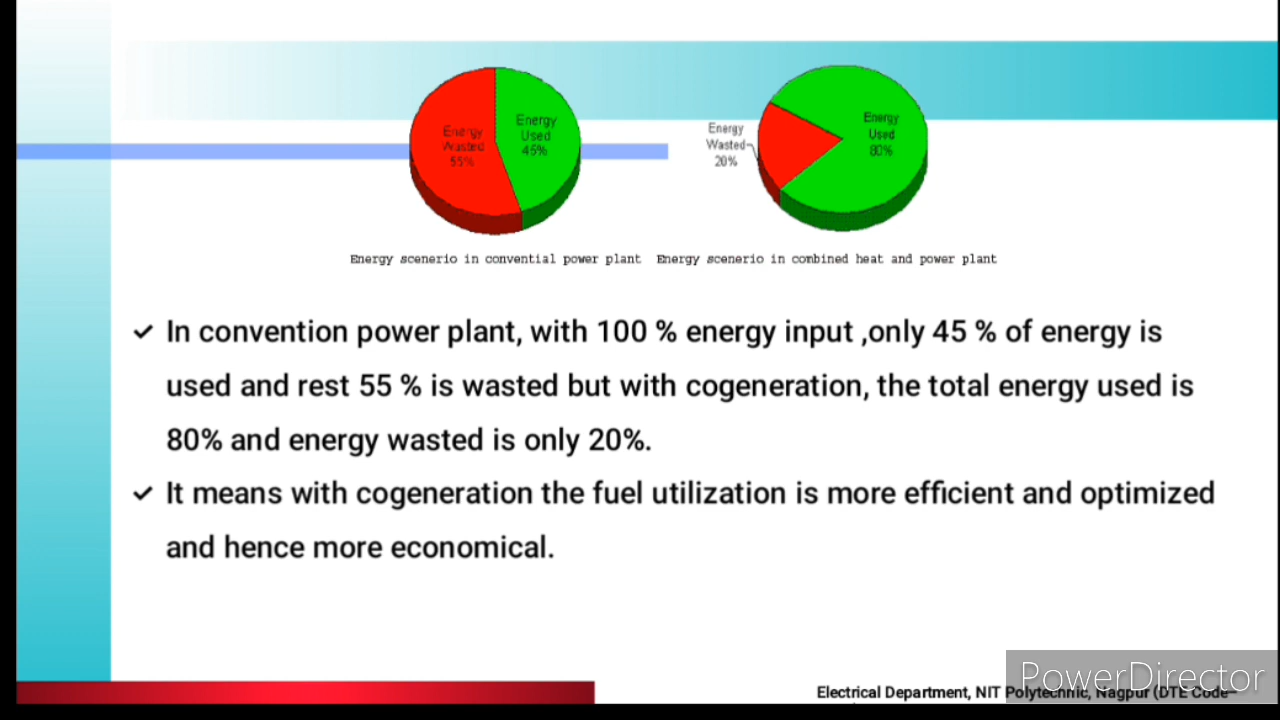 Energy
Wasted
55%
Energy
Used
45%
Energy
Wasted
20%
Energy
Used
80%
Energy scenerio in convential power plant
Energy scenerio in combined heat and power plant
✓ In convention power plant, with 100 % energy input ,only 45 % of energy is
used and rest 55 % is wasted but with cogeneration, the total energy used is
80% and energy wasted is only 20%.
✓ It means with cogeneration the fuel utilization is more efficient and optimized
and hence more economical.
PowerDirector
Electrical Department, NIT Polytechnic, Nagpur (DTE Code–